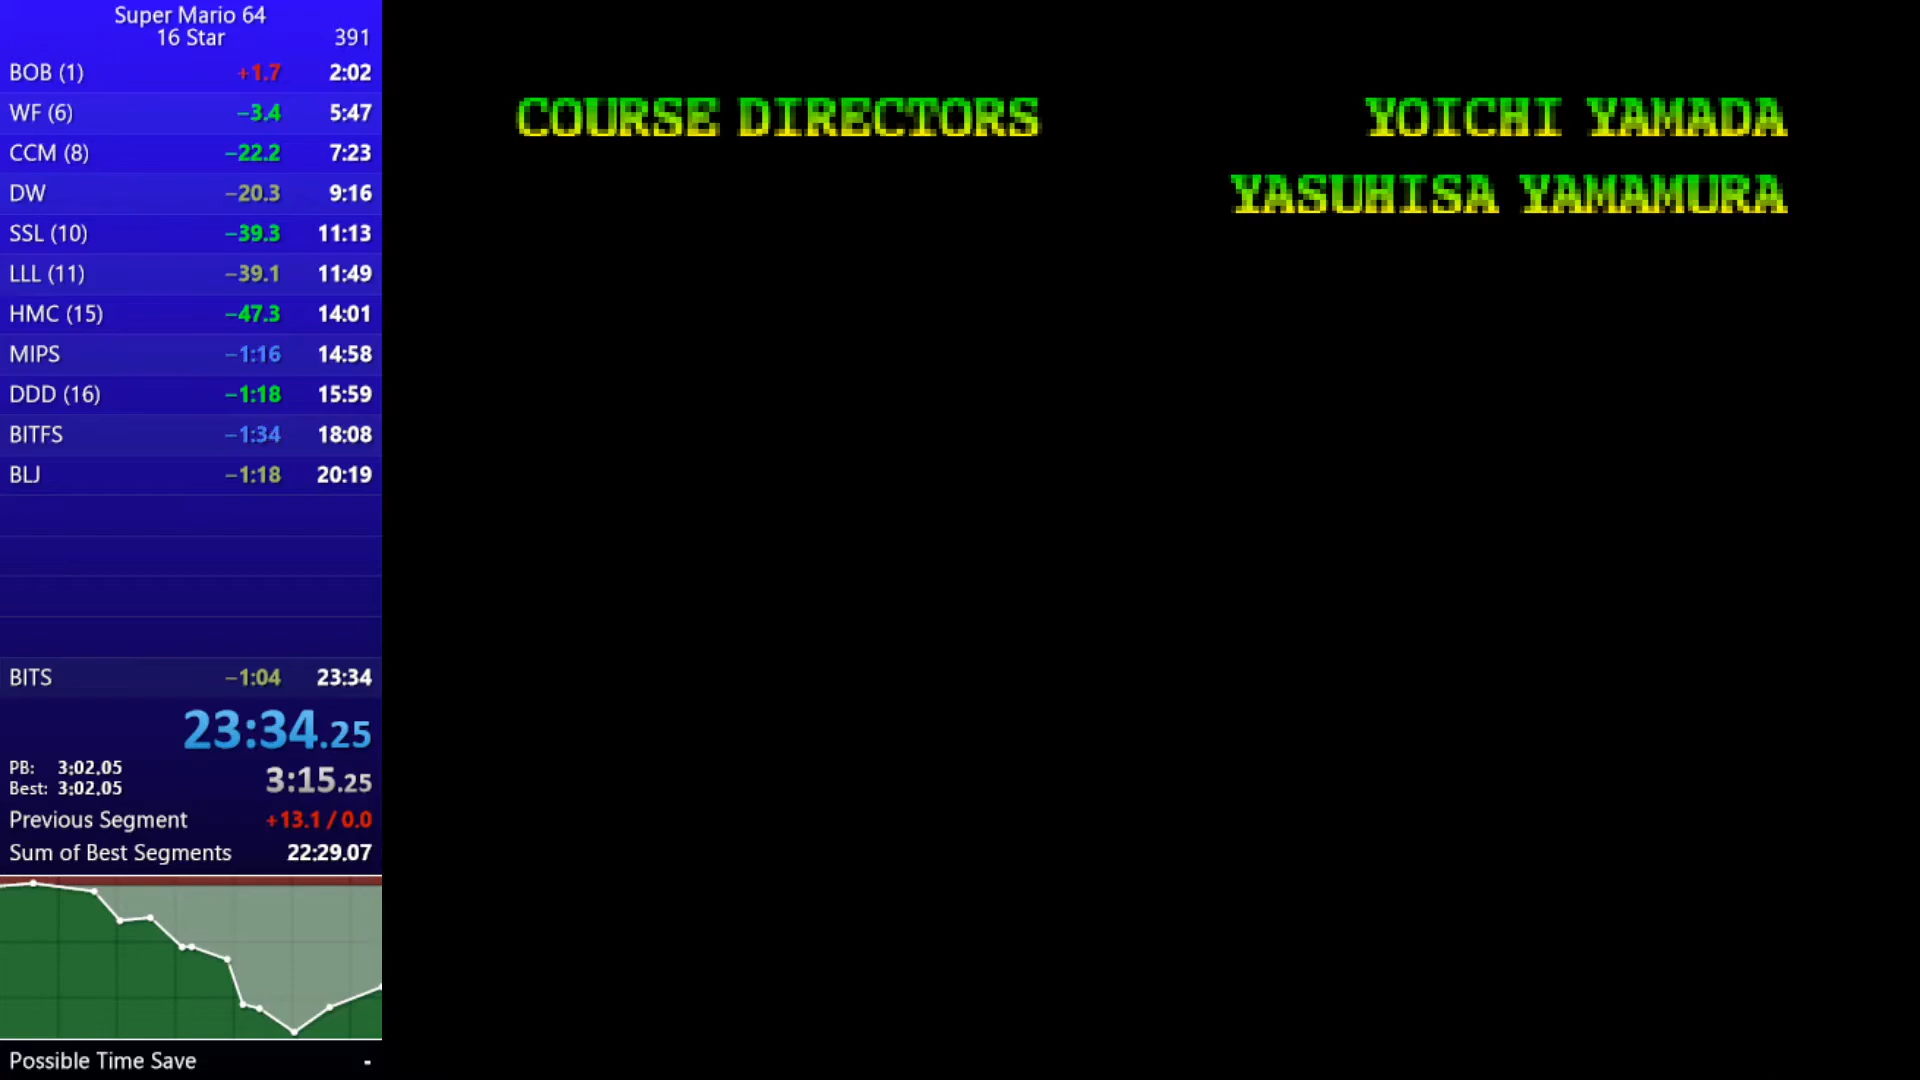 Super Mario 64
16 Star 391
BOB (1) +1.7 2:02
WF (6) −3.4 5:47
CCM (8) −22.2 7:23
DW −20.3 9:16
SSL (10) −39.3 11:13
LLL (11) −39.1 11:49
HMC (15) −47.3 14:01
MIPS −1:16 14:58
DDD (16) −1:18 15:59
BITFS −1:34 18:08
BLJ −1:18 20:19
BITS −1:04 23:34
23:34.25
PB: 3:02.05
Best: 3:02.05
3:15.25
Previous Segment +13.1 / 0.0
Sum of Best Segments 22:29.07
Possible Time Save -
COURSE DIRECTORS YOICHI YAMADA
YASUHISA YAMAMURA